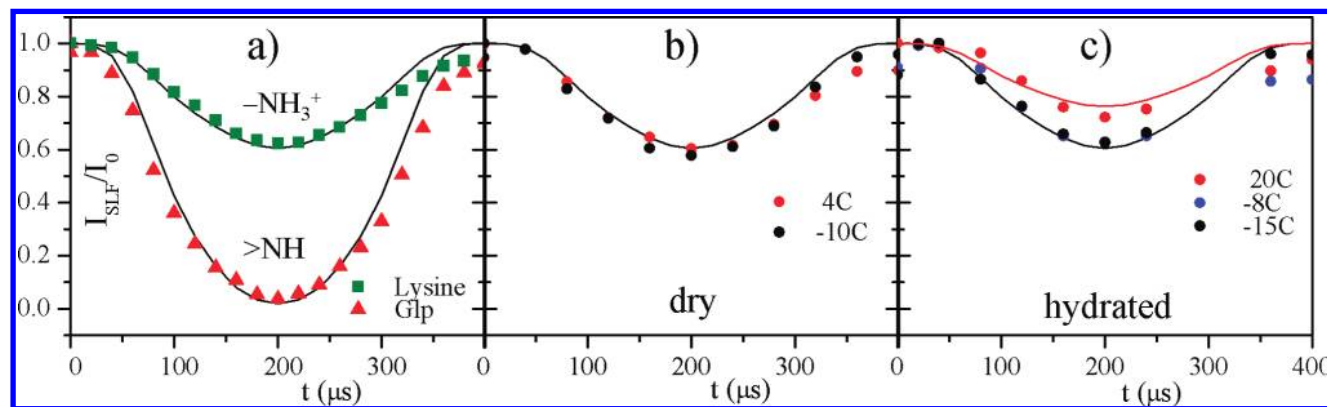 a)
b)
c)
1.0
0.8
0.6
0.4
0.2
0.0
I_SLF/I_0
–NH₃⁺
>NH
Lysine
Glp
4C
-10C
dry
20C
-8C
-15C
hydrated
0 100 200 300 0 100 200 300 0 100 200 300 400
t (μs) t (μs) t (μs)